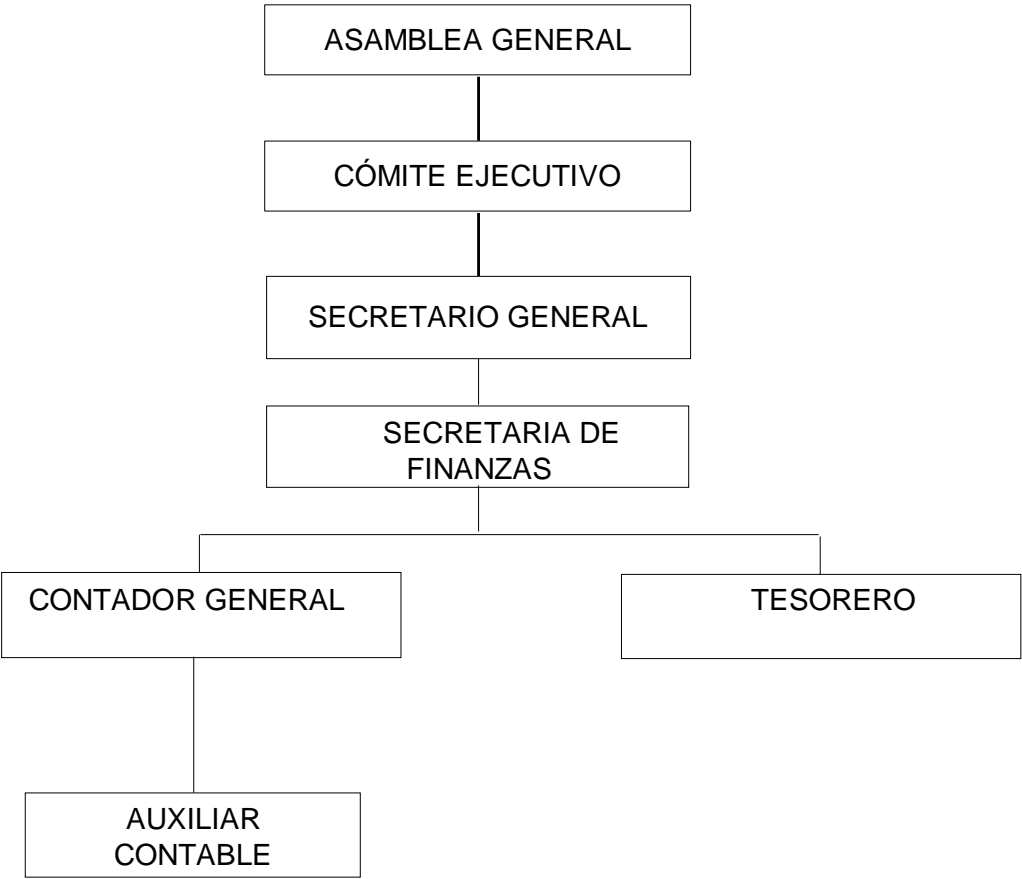 ASAMBLEA GENERAL
CÓMITE EJECUTIVO
SECRETARIO GENERAL
SECRETARIA DE
FINANZAS
CONTADOR GENERAL
TESORERO
AUXILIAR
CONTABLE